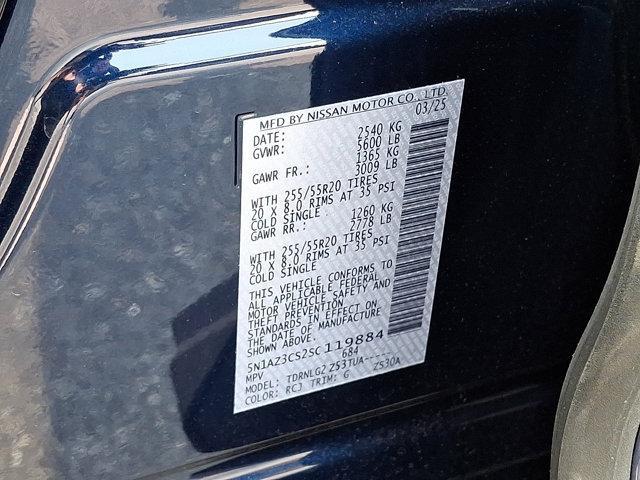 MFD BY NISSAN MOTOR CO., LTD.
DATE: 03/25
GVWR: 2540 KG
5600 LB
GAWR FR.: 1365 KG
3009 LB
WITH 255/55R20 TIRES
20 X 8.0 RIMS AT 35 PSI
COLD SINGLE
GAWR RR.: 1260 KG
2778 LB
WITH 255/55R20 TIRES
20 X 8.0 RIMS AT 35 PSI
COLD SINGLE
THIS VEHICLE CONFORMS TO
ALL APPLICABLE FEDERAL
MOTOR VEHICLE SAFETY AND
THEFT PREVENTION
STANDARDS IN EFFECT ON
THE DATE OF MANUFACTURE
SHOWN ABOVE.
5N1AZ3CS2SC119884
MPV 684
MODEL: TDRNLG2 Z53TUA-----
COLOR: RCJ TRIM: G Z530A